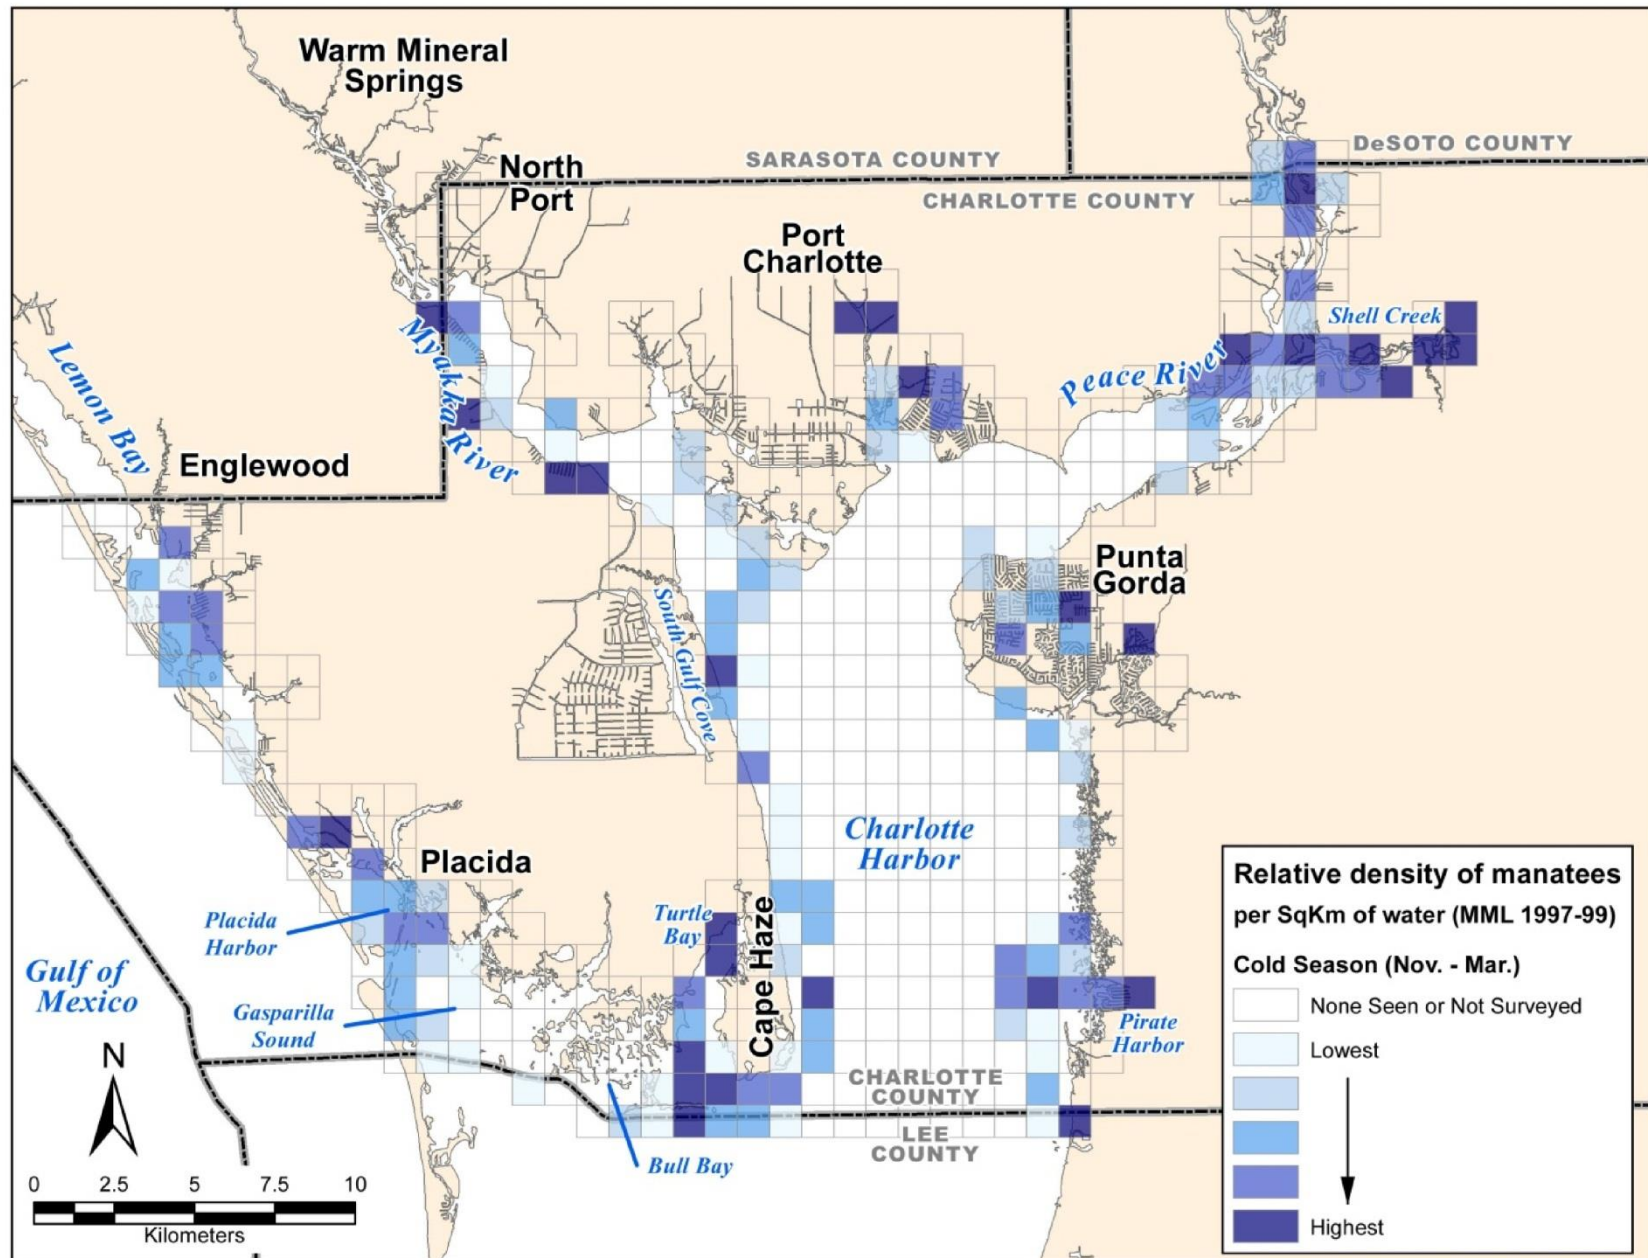 Warm Mineral
Springs
North
Port
SARASOTA COUNTY
DeSOTO COUNTY
CHARLOTTE COUNTY
Port
Charlotte
Shell Creek
Myakka River
Peace River
Lemon Bay
Englewood
Punta
Gorda
South Gulf Cove
Charlotte
Harbor
Placida
Placida
Harbor
Turtle
Bay
Cape Haze
Gulf of
Mexico
Gasparilla
Sound
Pirate
Harbor
CHARLOTTE
COUNTY
LEE
COUNTY
Bull Bay
N
0 2.5 5 7.5 10
Kilometers
Relative density of manatees
per SqKm of water (MML 1997-99)
Cold Season (Nov. - Mar.)
None Seen or Not Surveyed
Lowest
Highest